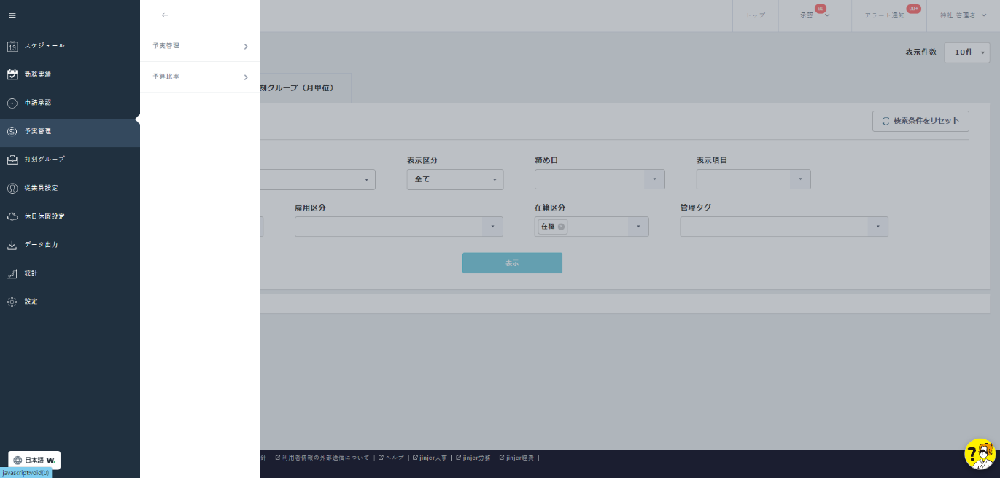 トップ
承認
69
アラート通知
99+
神社 管理者
スケジュール
勤務実績
申請承認
予実管理
打刻グループ
従業員設定
休日休暇設定
データ出力
統計
設定
予実管理
予算比率
表示件数
10件
刻グループ（月単位）
検索条件をリセット
表示区分
締め日
表示項目
全て
雇用区分
在籍区分
管理タグ
在職
表示
日本語 W.
javascript:void(0)
針 | 利用者情報の外部送信について | ヘルプ | jinjer人事 | jinjer労務 | jinjer経費 |
?